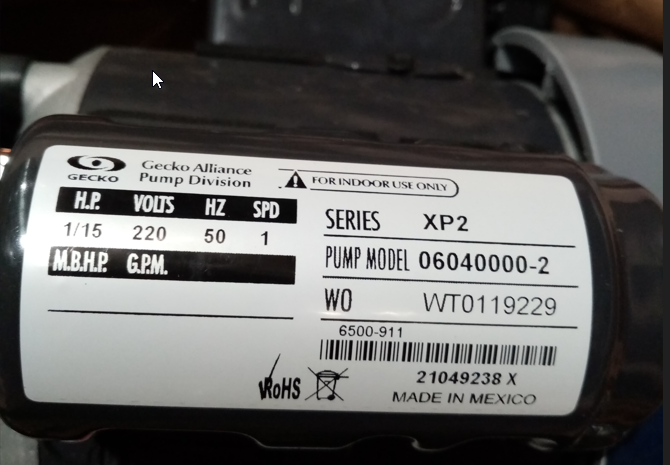 GECKO
Gecko Alliance
Pump Division
FOR INDOOR USE ONLY
H.P. VOLTS HZ SPD
1/15 220 50 1
M.B.H.P. G.P.M.
SERIES XP2
PUMP MODEL 06040000-2
WO WT0119229
6500-911
21049238 X
MADE IN MEXICO
RoHS